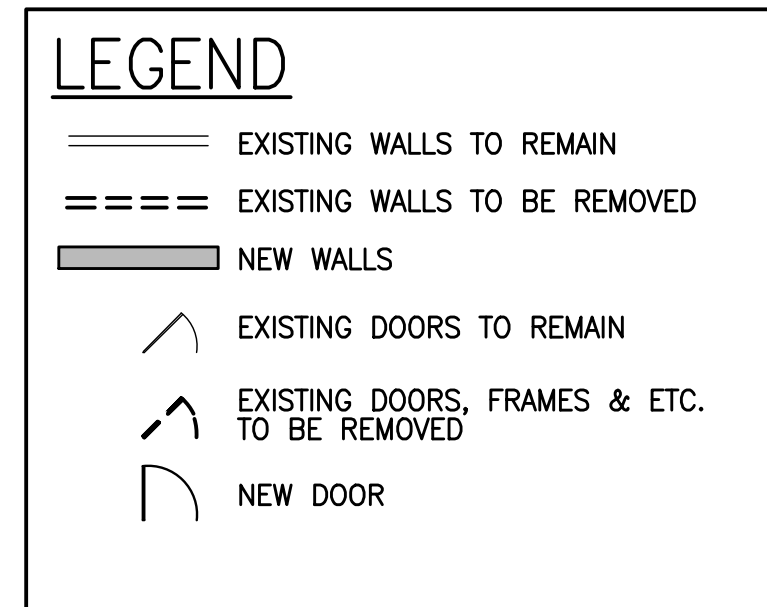 LEGEND
EXISTING WALLS TO REMAIN
EXISTING WALLS TO BE REMOVED
NEW WALLS
EXISTING DOORS TO REMAIN
EXISTING DOORS, FRAMES & ETC.
TO BE REMOVED
NEW DOOR